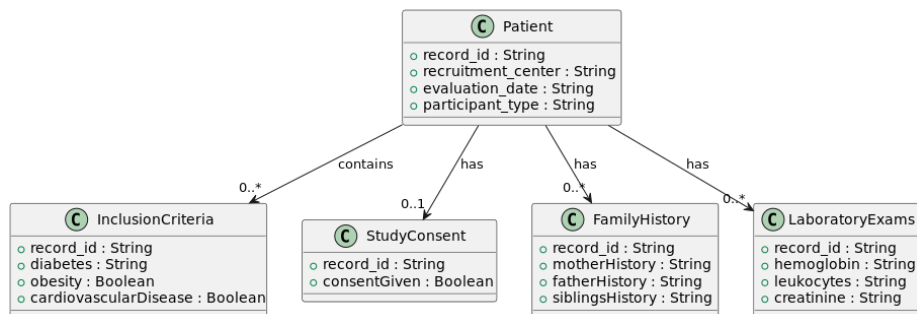 C Patient
record_id : String
recruitment_center : String
evaluation_date : String
participant_type : String
contains
has
has
has
0..*
0..1
0..*
0..*
C InclusionCriteria
record_id : String
diabetes : String
obesity : Boolean
cardiovascularDisease : Boolean
C StudyConsent
record_id : String
consentGiven : Boolean
C FamilyHistory
record_id : String
motherHistory : String
fatherHistory : String
siblingsHistory : String
C LaboratoryExams
record_id : String
hemoglobin : String
leukocytes : String
creatinine : String